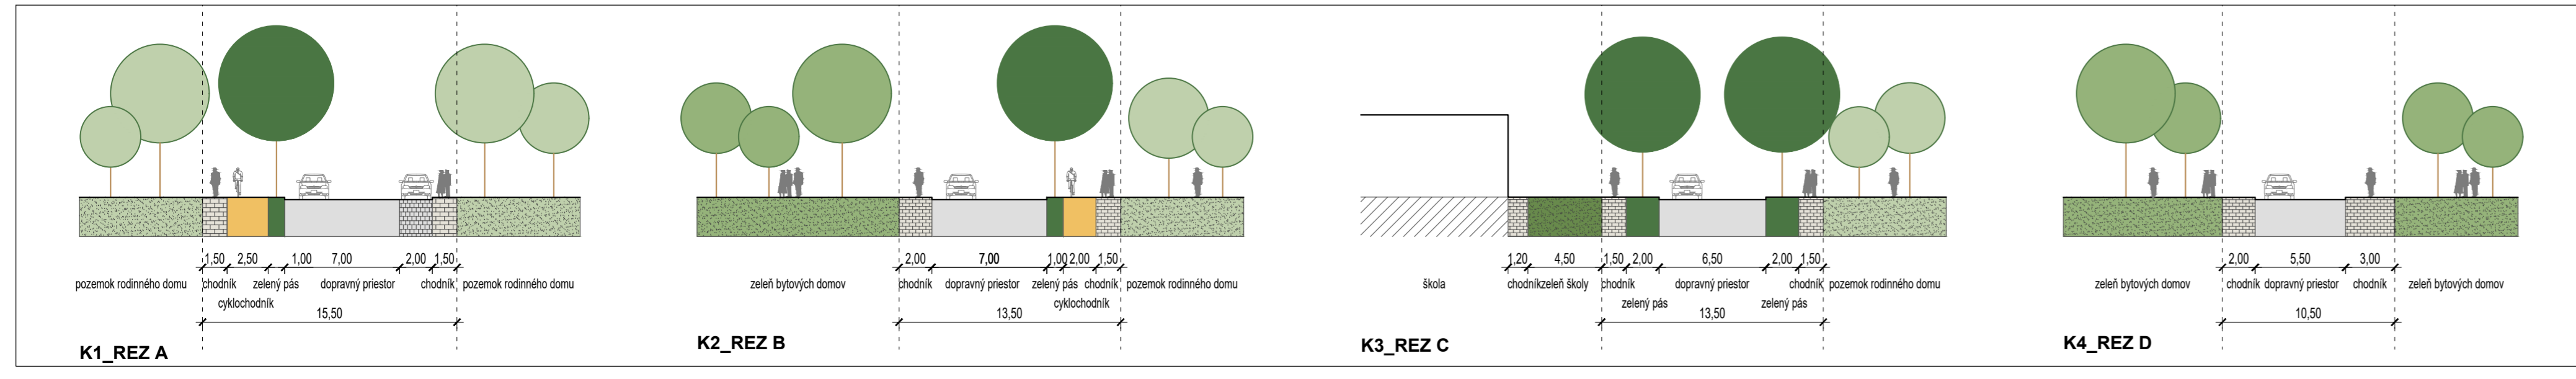 1,50 2,50 1,00 7,00 2,00 1,50
pozemok rodinného domu chodník zelený pás dopravný priestor chodník pozemok rodinného domu
cyklochodník
15,50
K1_REZ A
2,00 7,00 1,00 2,00 1,50
zeleň bytových domov chodník dopravný priestor zelený pás chodník pozemok rodinného domu
cyklochodník
13,50
K2_REZ B
1,20 4,50 1,50 2,00 6,50 2,00 1,50
škola chodník zeleň školy chodník dopravný priestor chodník pozemok rodinného domu
zelený pás zelený pás
13,50
K3_REZ C
2,00 5,50 3,00
zeleň bytových domov chodník dopravný priestor chodník zeleň bytových domov
10,50
K4_REZ D